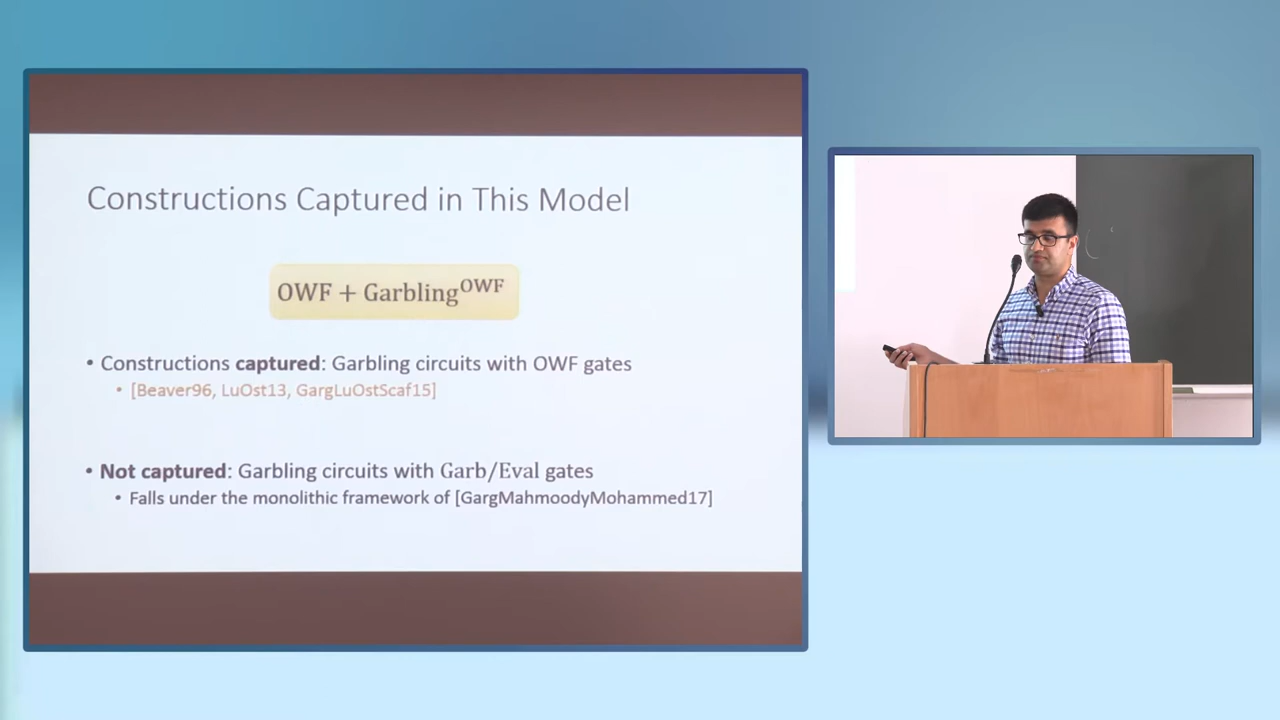 Constructions Captured in This Model
OWF + Garbling^OWF
• Constructions captured: Garbling circuits with OWF gates
• [Beaver96, LuOst13, GargLuOstScaf15]
• Not captured: Garbling circuits with Garb/Eval gates
• Falls under the monolithic framework of [GargMahmoodyMohammed17]